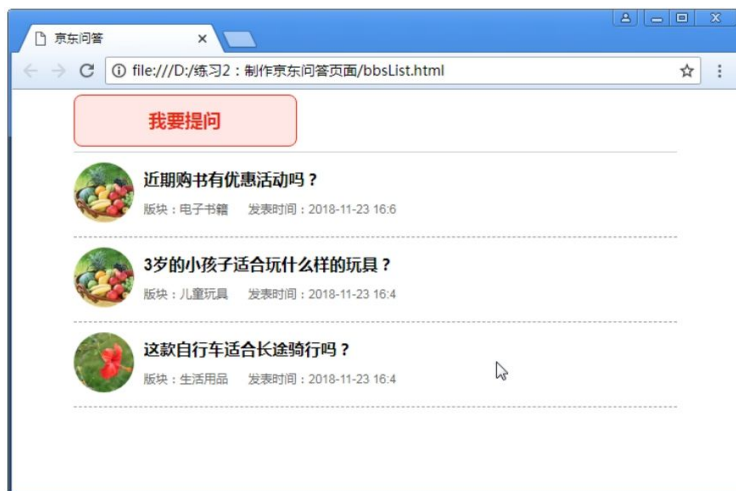 京东问答
file:///D:/练习2：制作京东问答页面/bbsList.html
我要提问
近期购书有优惠活动吗？
版块：电子书籍 发表时间：2018-11-23 16:6
3岁的小孩子适合玩什么样的玩具？
版块：儿童玩具 发表时间：2018-11-23 16:4
这款自行车适合长途骑行吗？
版块：生活用品 发表时间：2018-11-23 16:4